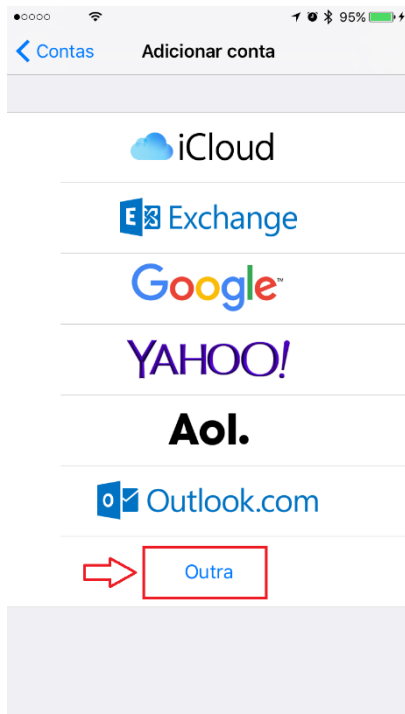 95%
Contas Adicionar conta
iCloud
Exchange
Google
YAHOO!
Aol.
Outlook.com
Outra